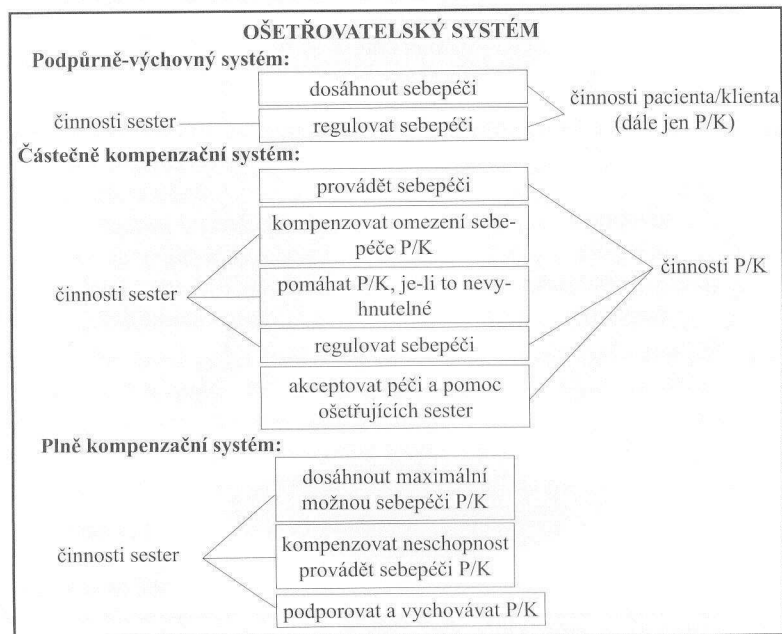 OŠETŘOVATELSKÝ SYSTÉM
Podpůrně-výchovný systém:
dosáhnout sebepéči
činnosti sester
regulovat sebepéči
činnosti pacienta/klienta
(dále jen P/K)
Částečně kompenzační systém:
provádět sebepéči
kompenzovat omezení sebe-
péče P/K
činnosti sester
pomáhat P/K, je-li to nevy-
hnutelné
činnosti P/K
regulovat sebepéči
akceptovat péči a pomoc
ošetřujících sester
Plně kompenzační systém:
dosáhnout maximální
možnou sebepéči P/K
činnosti sester
kompenzovat neschopnost
provádět sebepéči P/K
podporovat a vychovávat P/K